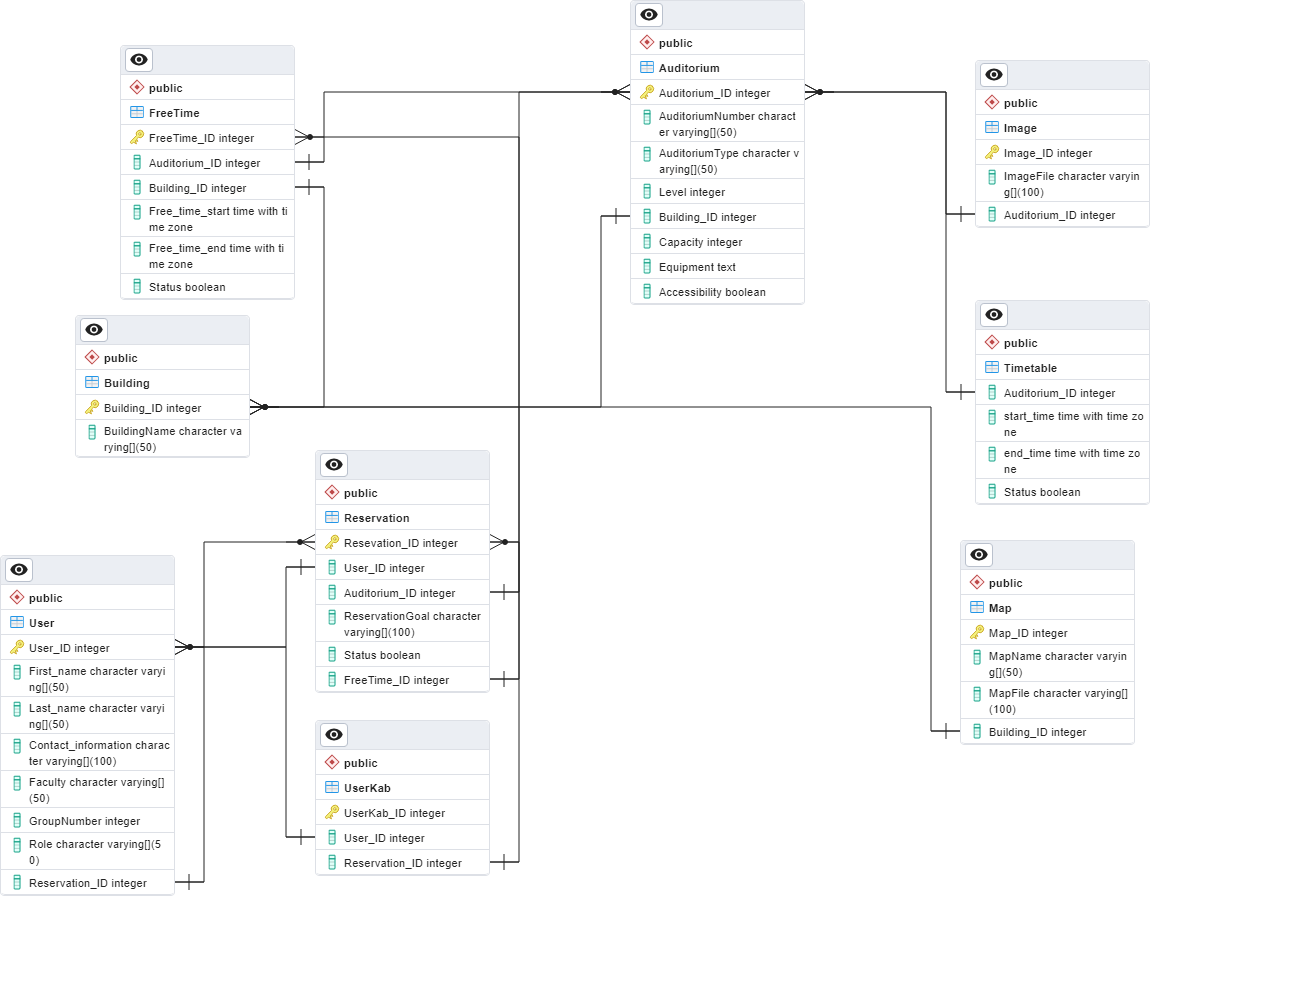 public
FreeTime
FreeTime_ID integer
Auditorium_ID integer
Building_ID integer
Free_time_start time with ti
me zone
Free_time_end time with ti
me zone
Status boolean
public
Building
Building_ID integer
BuildingName character va
rying[](50)
public
Auditorium
Auditorium_ID integer
AuditoriumNumber charact
er varying[](50)
AuditoriumType character v
arying[](50)
Level integer
Building_ID integer
Capacity integer
Equipment text
Accessibility boolean
public
Image
Image_ID integer
ImageFile character varyin
g[](100)
Auditorium_ID integer
public
Timetable
Auditorium_ID integer
start_time time with time zo
ne
end_time time with time zo
ne
Status boolean
public
Reservation
Resevation_ID integer
User_ID integer
Auditorium_ID integer
ReservationGoal character
varying[](100)
Status boolean
FreeTime_ID integer
public
User
User_ID integer
First_name character varyi
ng[](50)
Last_name character varyi
ng[](50)
Contact_information charac
ter varying[](100)
Faculty character varying[]
(50)
GroupNumber integer
Role character varying[](5
0)
Reservation_ID integer
public
UserKab
UserKab_ID integer
User_ID integer
Reservation_ID integer
public
Map
Map_ID integer
MapName character varyin
g[](50)
MapFile character varying[]
(100)
Building_ID integer